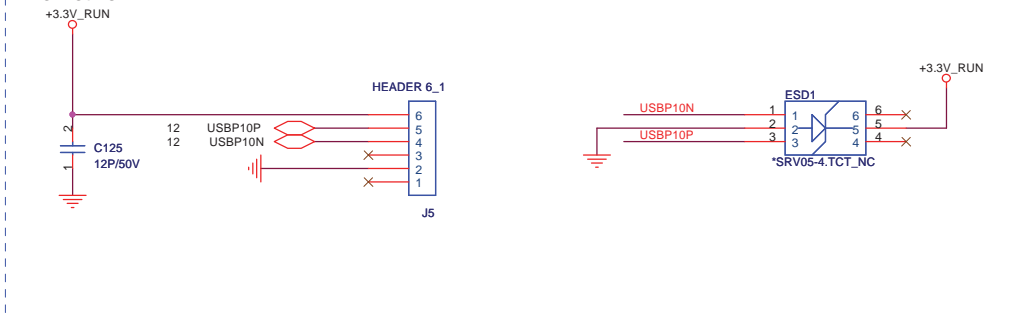 +3.3V_RUN
HEADER 6_1
6
12 USBP10P 5
12 USBP10N 4
3
2
1
J5
2
C125
12P/50V
1
+3.3V_RUN
ESD1
USBP10N 1 1 6 6
2 2 5 5
USBP10P 3 3 4 4
*SRV05-4.TCT_NC